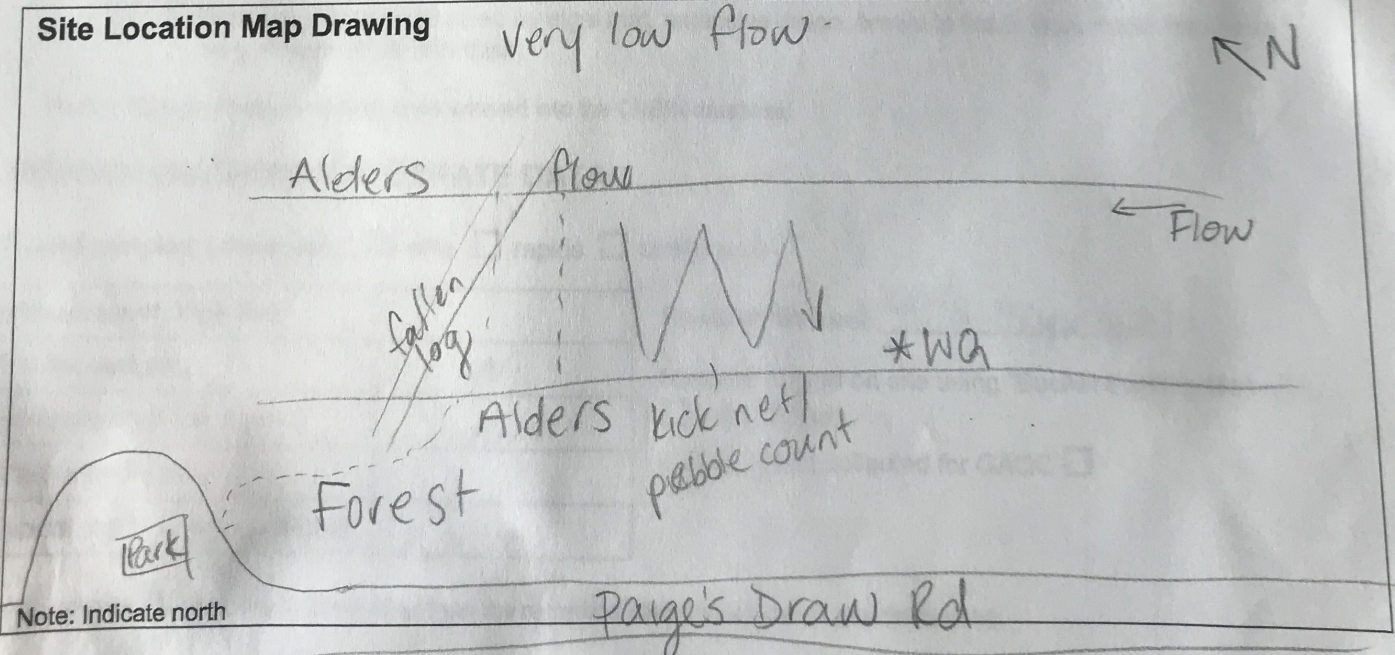 Site Location Map Drawing
Very low flow
N
Alders
flow
Flow
fallen
log
*WQ
Alders
kick net/
pebble count
Forest
Park
Note: Indicate north
Paige's Draw Rd